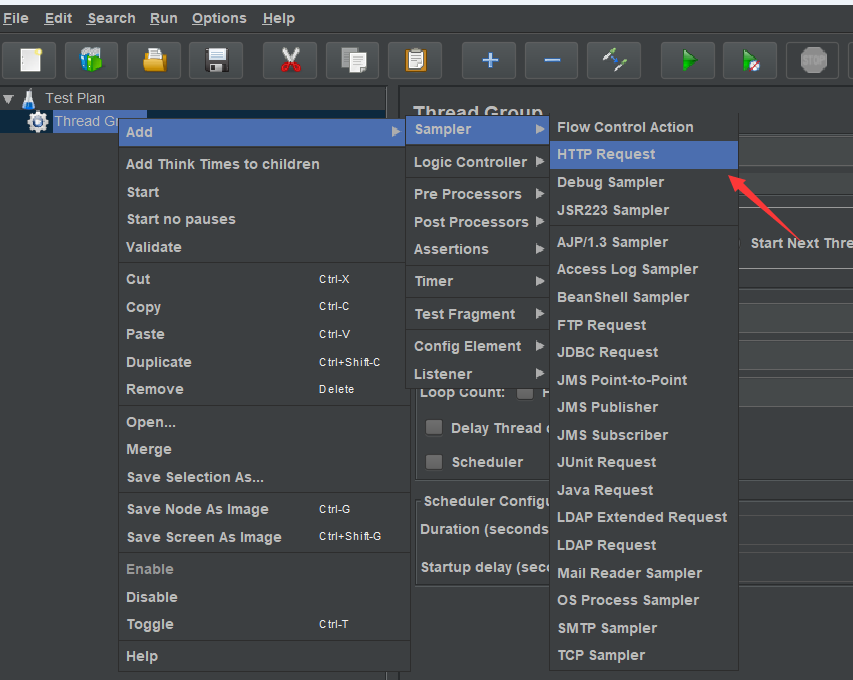 File Edit Search Run Options Help
STOP
Test Plan
Thread Gr
Thread Group
Add
Add Think Times to children
Start
Start no pauses
Validate
Cut Ctrl-X
Copy Ctrl-C
Paste Ctrl-V
Duplicate Ctrl+Shift-C
Remove Delete
Open...
Merge
Save Selection As...
Save Node As Image Ctrl-G
Save Screen As Image Ctrl+Shift-G
Enable
Disable
Toggle Ctrl-T
Help
Sampler
Logic Controller
Pre Processors
Post Processors
Assertions
Timer
Test Fragment
Config Element
Listener
Flow Control Action
HTTP Request
Debug Sampler
JSR223 Sampler
AJP/1.3 Sampler
Access Log Sampler
BeanShell Sampler
FTP Request
JDBC Request
JMS Point-to-Point
JMS Publisher
JMS Subscriber
JUnit Request
Java Request
LDAP Extended Request
LDAP Request
Mail Reader Sampler
OS Process Sampler
SMTP Sampler
TCP Sampler
Start Next Thre
Loop Count:
Delay Thread
Scheduler
Scheduler Configu
Duration (seconds
Startup delay (sec